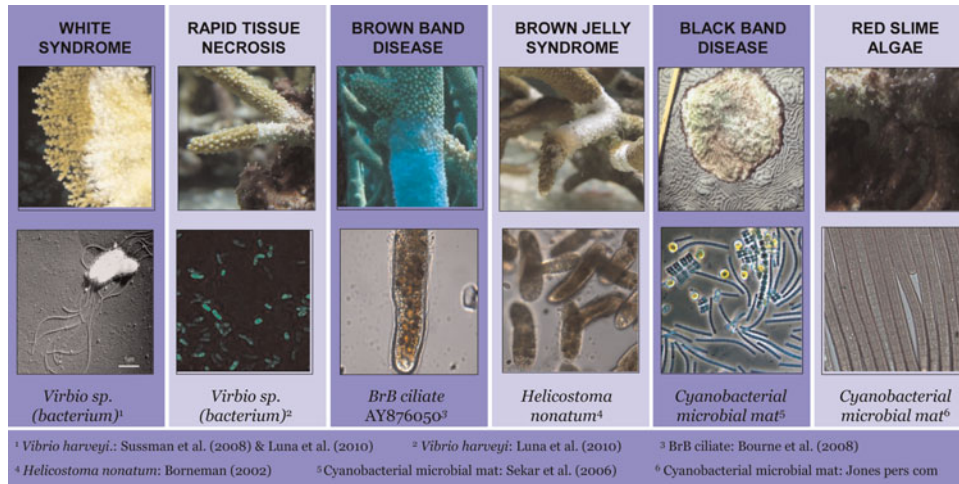 WHITE
SYNDROME
RAPID TISSUE
NECROSIS
BROWN BAND
DISEASE
BROWN JELLY
SYNDROME
BLACK BAND
DISEASE
RED SLIME
ALGAE
Virbio sp.
(bacterium)¹
Virbio sp.
(bacterium)²
BrB ciliate
AY876050³
Helicostoma
nonatum⁴
Cyanobacterial
microbial mat⁵
Cyanobacterial
microbial mat⁶
¹ Vibrio harveyi.: Sussman et al. (2008) & Luna et al. (2010) ² Vibrio harveyi: Luna et al. (2010) ³ BrB ciliate: Bourne et al. (2008)
⁴ Helicostoma nonatum: Borneman (2002) ⁵ Cyanobacterial microbial mat: Sekar et al. (2006) ⁶ Cyanobacterial microbial mat: Jones pers com